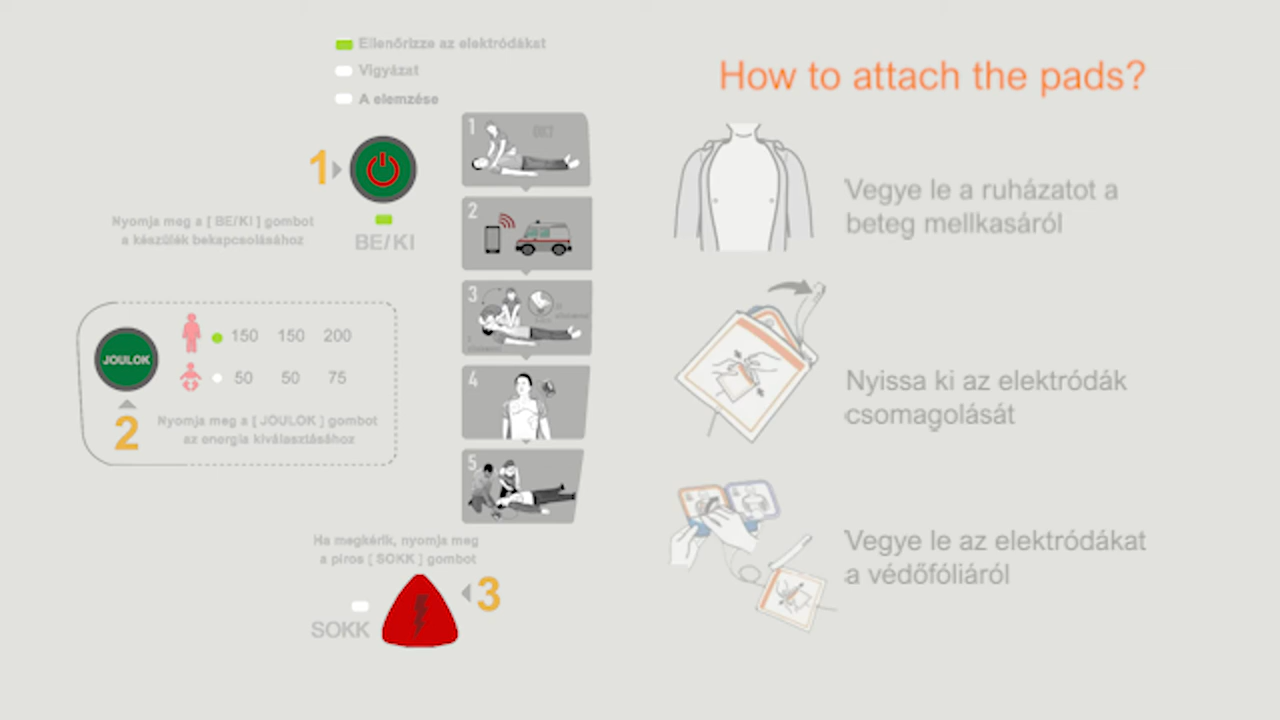 Ellenőrizze az elektródákat
Vigyázat
A elemzése
1
Nyomja meg a [ BE/KI ] gombot
a készülék bekapcsolásához
BE/KI
JOULOK
150 150 200
50 50 75
2
Nyomja meg a [ JOULOK ] gombot
az energia kiválasztásához
1
2
3
4
5
Ha megkérik, nyomja meg
a piros [ SOKK ] gombot
3
SOKK
How to attach the pads?
Vegye le a ruházatot a
beteg mellkasáról
Nyissa ki az elektródák
csomagolását
Vegye le az elektródákat
a védőfóliáról